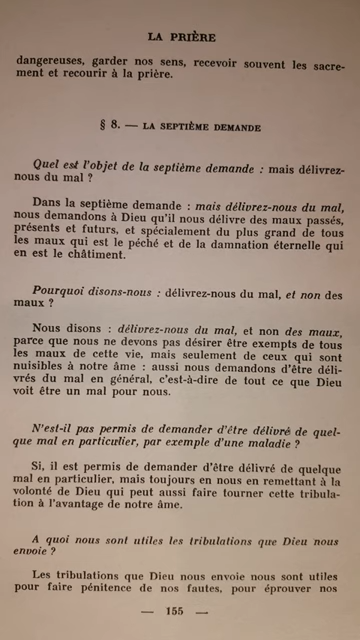 LA PRIÈRE
dangereuses, garder nos sens, recevoir souvent les sacre-
ment et recourir à la prière.
§ 8. — LA SEPTIÈME DEMANDE
Quel est l'objet de la septième demande : mais délivrez-
nous du mal ?
Dans la septième demande : mais délivrez-nous du mal,
nous demandons à Dieu qu'il nous délivre des maux passés,
présents et futurs, et spécialement du plus grand de tous
les maux qui est le péché et de la damnation éternelle qui
en est le châtiment.
Pourquoi disons-nous : délivrez-nous du mal, et non des
maux ?
Nous disons : délivrez-nous du mal, et non des maux,
parce que nous ne devons pas désirer être exempts de tous
les maux de cette vie, mais seulement de ceux qui sont
nuisibles à notre âme : aussi nous demandons d'être déli-
vrés du mal en général, c'est-à-dire de tout ce que Dieu
voit être un mal pour nous.
N'est-il pas permis de demander d'être délivré de quel-
que mal en particulier, par exemple d'une maladie ?
Si, il est permis de demander d'être délivré de quelque
mal en particulier, mais toujours en nous en remettant à la
volonté de Dieu qui peut aussi faire tourner cette tribula-
tion à l'avantage de notre âme.
A quoi nous sont utiles les tribulations que Dieu nous
envoie ?
Les tribulations que Dieu nous envoie nous sont utiles
pour faire pénitence de nos fautes, pour éprouver nos
— 155 —